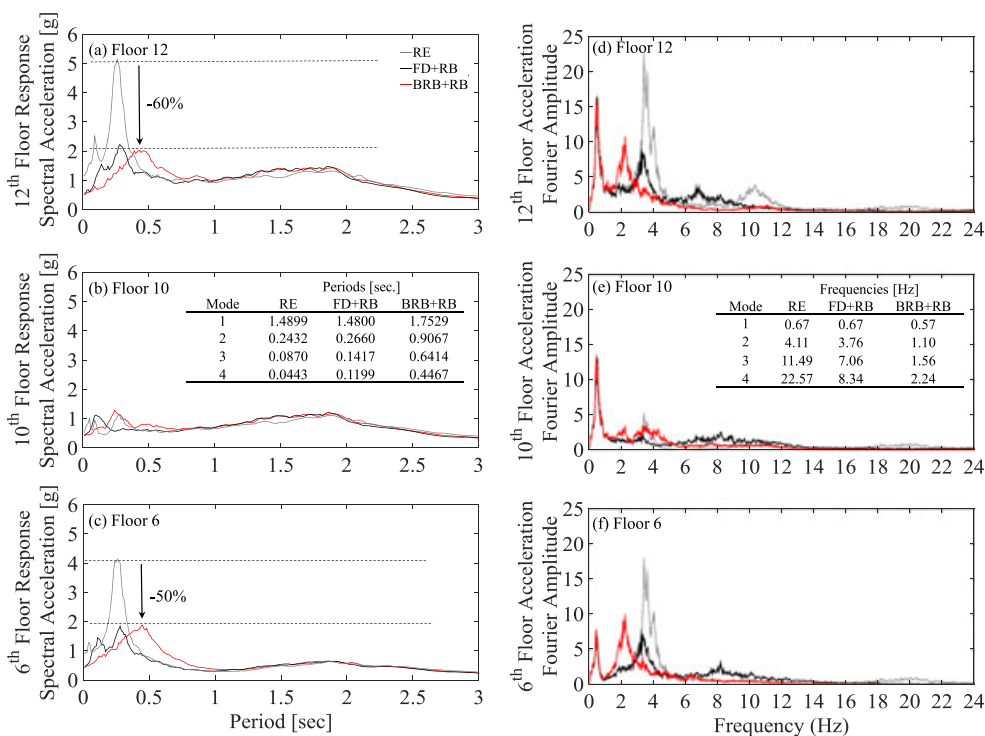 (a) Floor 12
RE
FD+RB
BRB+RB
-60%
12th Floor Response
Spectral Acceleration [g]
6
5
4
3
2
1
0
0 0.5 1 1.5 2 2.5 3
(d) Floor 12
12th Floor Acceleration
Fourier Amplitude
25
20
15
10
5
0
0 2 4 6 8 10 12 14 16 18 20 22 24
(b) Floor 10
10th Floor Response
Spectral Acceleration [g]
6
5
4
3
2
1
0
Periods [sec.]
Mode RE FD+RB BRB+RB
1 1.4899 1.4800 1.7529
2 0.2432 0.2660 0.9067
3 0.0870 0.1417 0.6414
4 0.0443 0.1199 0.4467
0 0.5 1 1.5 2 2.5 3
(e) Floor 10
10th Floor Acceleration
Fourier Amplitude
25
20
15
10
5
0
Frequencies [Hz]
Mode RE FD+RB BRB+RB
1 0.67 0.67 0.57
2 4.11 3.76 1.10
3 11.49 7.06 1.56
4 22.57 8.34 2.24
0 2 4 6 8 10 12 14 16 18 20 22 24
(c) Floor 6
-50%
6th Floor Response
Spectral Acceleration [g]
6
5
4
3
2
1
0
0 0.5 1 1.5 2 2.5 3
Period [sec]
(f) Floor 6
6th Floor Acceleration
Fourier Amplitude
25
20
15
10
5
0
0 2 4 6 8 10 12 14 16 18 20 22 24
Frequency (Hz)